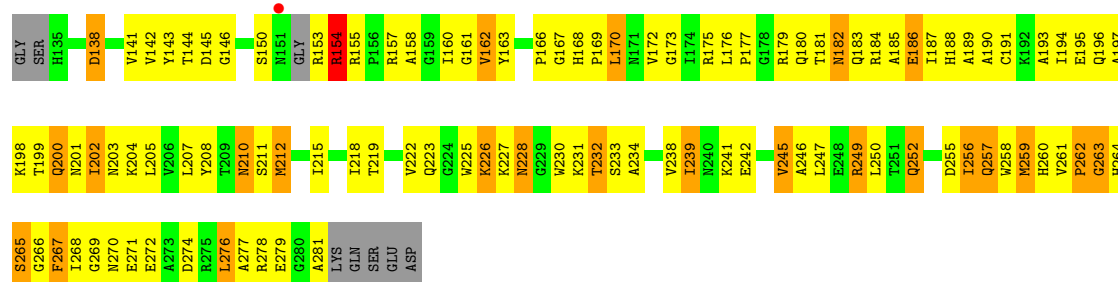 GLY SER H135 D138 V141 V142 Y143 T144 D145 G146 S150 N151 GLY R153 R154 R155 P156 R157 A158 G159 I160 G161 V162 Y163 P166 G167 H168 P169 L170 N171 V172 G173 I174 R175 L176 P177 G178 R179 Q180 T181 N182 Q183 R184 A185 E186 I187 H188 A189 A190 C191 K192 A193 I194 E195 Q196 A197
K198 T199 Q200 N201 I202 N203 K204 L205 V206 L207 Y208 T209 N210 S211 M212 I215 I218 T219 V222 Q223 G224 W225 K226 K227 N228 G229 W230 K231 T232 S233 A234 V238 I239 N240 K241 E242 V245 A246 L247 E248 R249 L250 T251 Q252 D255 I256 Q257 W258 M259 H260 V261 P262 G263 H264
S265 G266 F267 I268 G269 N270 E271 E272 A273 D274 R275 L276 A277 R278 E279 G280 A281 LYS GLN SER GLU ASP